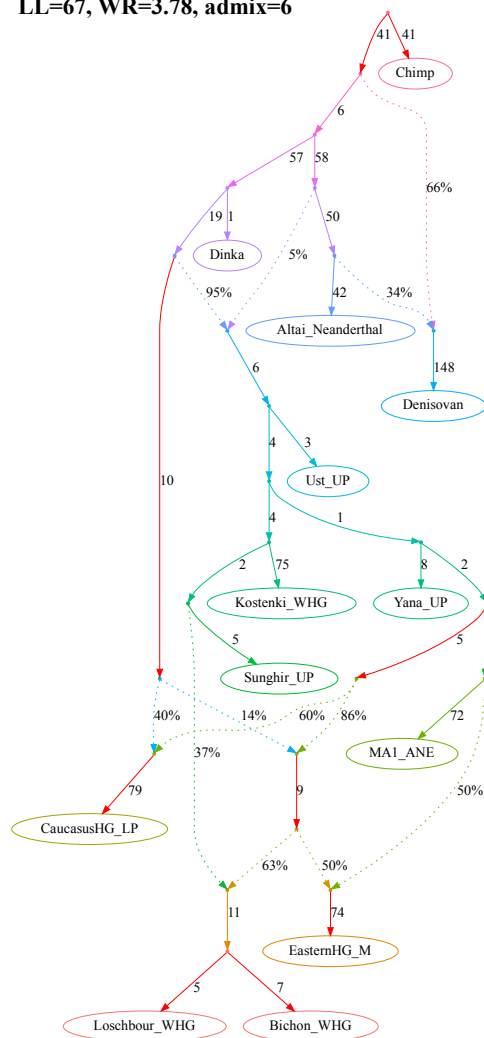 LL=67, WR=3.78, admix=6
41 41
Chimp
6
57 58
66%
19 1 50
Dinka 5%
95% 42 34%
Altai_Neanderthal
6 148
Denisovan
4 3
10 Ust_UP
4 1
2 75 8 2
Kostenki_WHG Yana_UP
5 5
Sunghir_UP
40% 14% 60% 86% 72
37% MA1_ANE
79 9 50%
CaucasusHG_LP
63% 50%
11 74
EasternHG_M
5 7
Loschbour_WHG Bichon_WHG